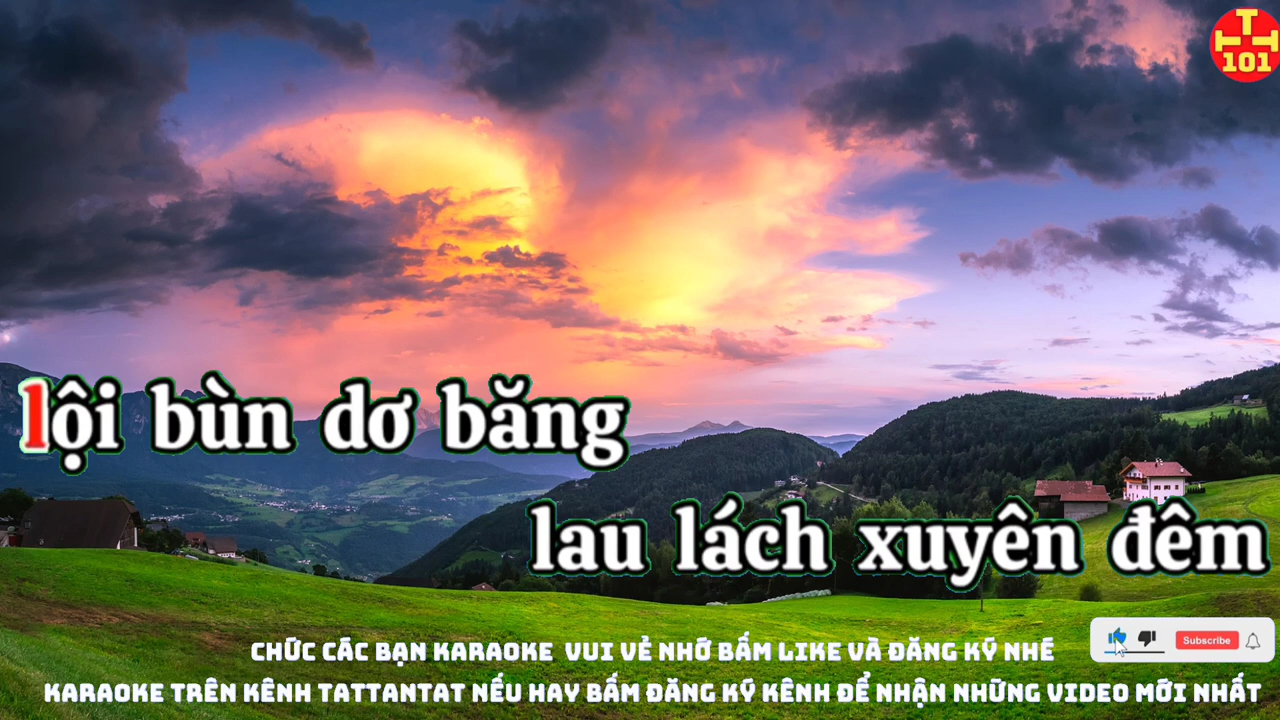 T
TT
101
lội bùn dơ băng
lau lách xuyên đêm
Subscribe
CHỨC CÁC BẠN KARAOKE VUI VẺ NHỚ BẤM LIKE VÀ ĐĂNG KÝ NHÉ
KARAOKE TRÊN KÊNH TATTANTAT NẾU HAY BẤM ĐĂNG KÝ KÊNH ĐỂ NHẬN NHỮNG VIDEO MỚI NHẤT